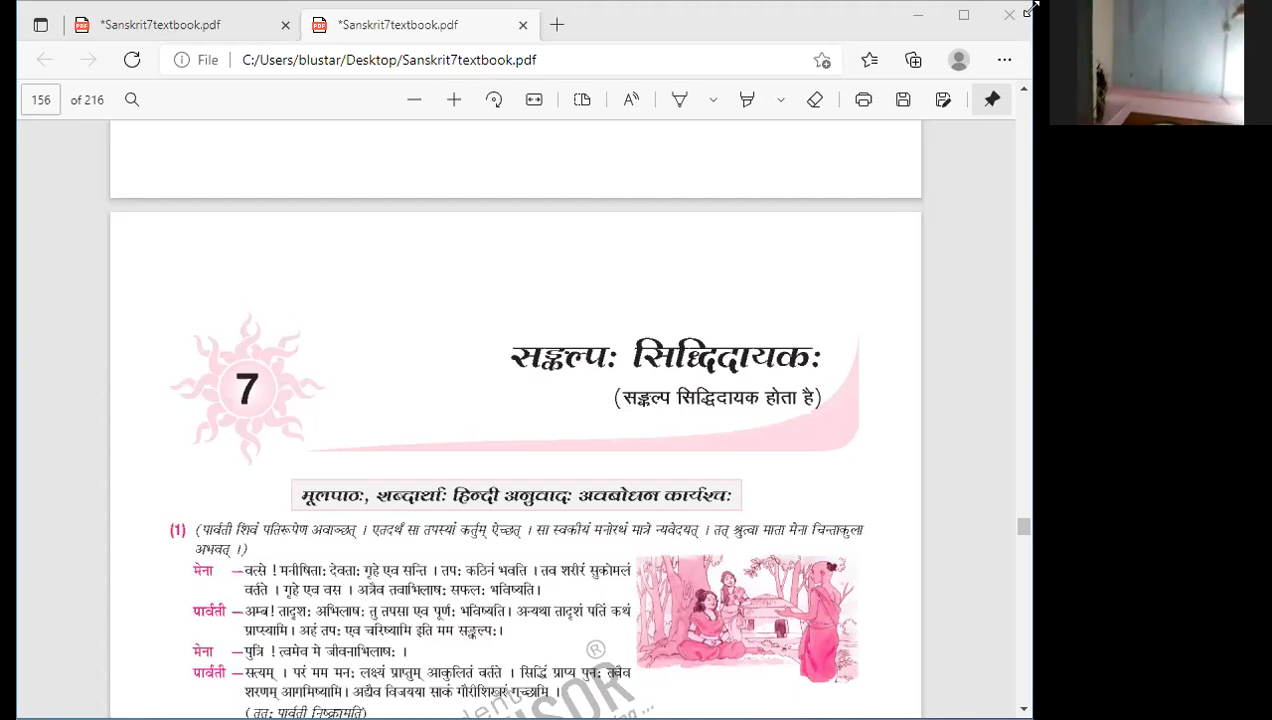 *Sanskrit7textbook.pdf
*Sanskrit7textbook.pdf
File C:/Users/blustar/Desktop/Sanskrit7textbook.pdf
156 of 216
7
सङ्कल्पः सिद्धिदायकः
(सङ्कल्प सिद्धिदायक होता है)
मूलपाठः, शब्दार्थाः हिन्दी अनुवादः अवबोधन कार्यश्चः
(1) (पार्वती शिवं पतिरूपेण अवाञ्छत् । एतदर्थं सा तपस्यां कर्तुम् ऐच्छत् । सा स्वकीयं मनोरथं मात्रे न्यवेदयत् । तत् श्रुत्वा माता मेना चिन्ताकुला
अभवत् ।)
मेना –वत्से ! मनीषिताः देवताः गृहे एव सन्ति । तपः कठिनं भवति । तव शरीरं सुकोमलं
वर्तते । गृहे एव वस । अत्रैव तवाभिलाषः सफलः भविष्यति।
पार्वती –अम्ब! तादृशः अभिलाषः तु तपसा एव पूर्णः भविष्यति। अन्यथा तादृशं पतिं कथं
प्राप्स्यामि। अहं तपः एव चरिष्यामि इति मम सङ्कल्पः।
मेना –पुत्रि ! त्वमेव मे जीवनाभिलाषः ।
पार्वती –सत्यम् । परं मम मनः लक्ष्यं प्राप्तुम् आकुलितं वर्तते । सिद्धिं प्राप्य पुनः तवैव
शरणम् आगमिष्यामि। अद्यैव विजयया साकं गौरीशिखरं गच्छामि ।
(ततः पार्वती निष्क्रामति)